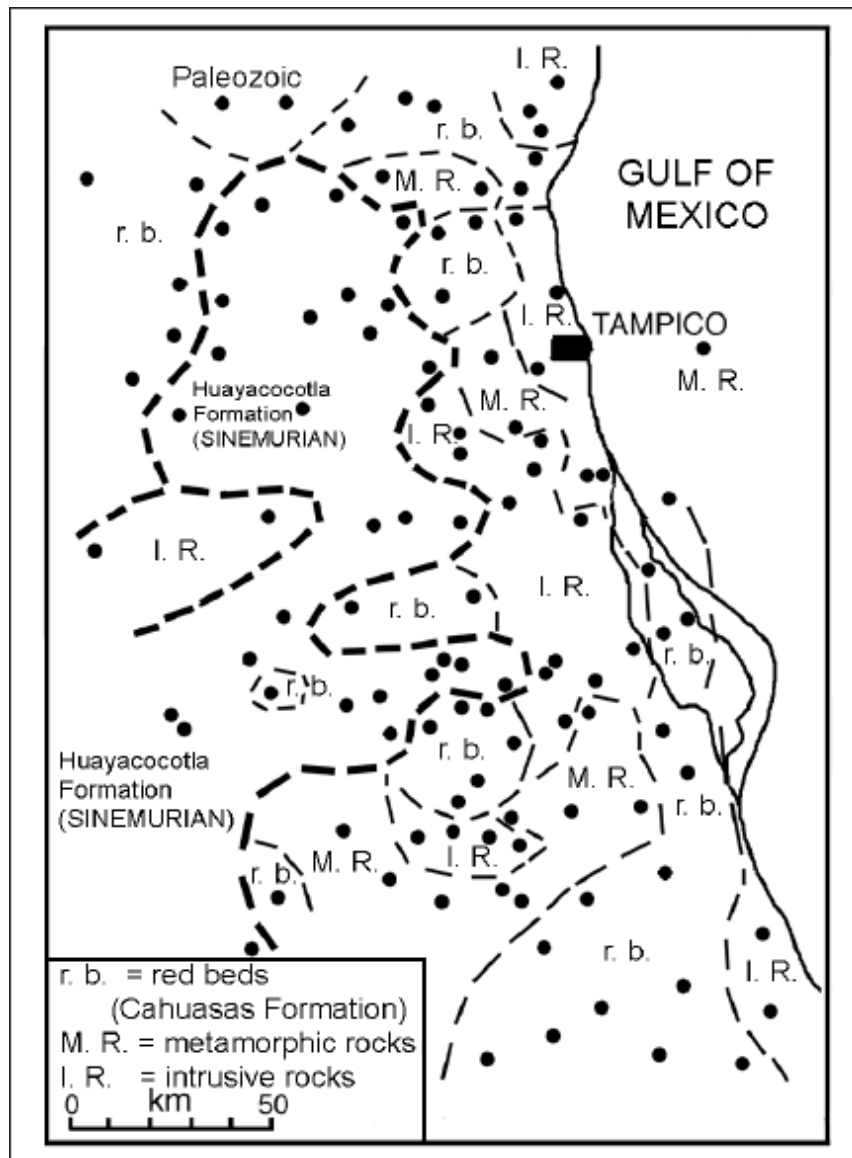 I. R.
Paleozoic
r. b.
M. R.
GULF OF
MEXICO
r. b.
r. b.
I. R.
TAMPICO
M. R.
Huayacocotla
Formation
(SINEMURIAN)
M. R.
I. R.
I. R.
I. R.
r. b.
r. b.
r. b.
r. b.
Huayacocotla
Formation
(SINEMURIAN)
M. R.
r. b.
M. R.
I. R.
r. b.
r. b.
I. R.
r. b. = red beds
(Cahuasas Formation)
M. R. = metamorphic rocks
I. R. = intrusive rocks
0 km 50